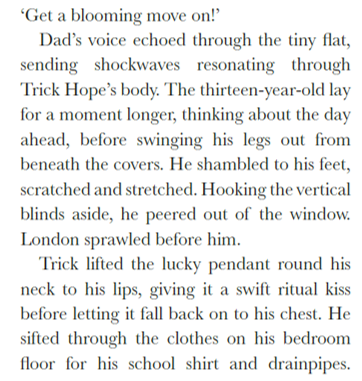 ‘Get a blooming move on!’
Dad’s voice echoed through the tiny flat,
sending shockwaves resonating through
Trick Hope’s body. The thirteen-year-old lay
for a moment longer, thinking about the day
ahead, before swinging his legs out from
beneath the covers. He shambled to his feet,
scratched and stretched. Hooking the vertical
blinds aside, he peered out of the window.
London sprawled before him.
Trick lifted the lucky pendant round his
neck to his lips, giving it a swift ritual kiss
before letting it fall back on to his chest. He
sifted through the clothes on his bedroom
floor for his school shirt and drainpipes.